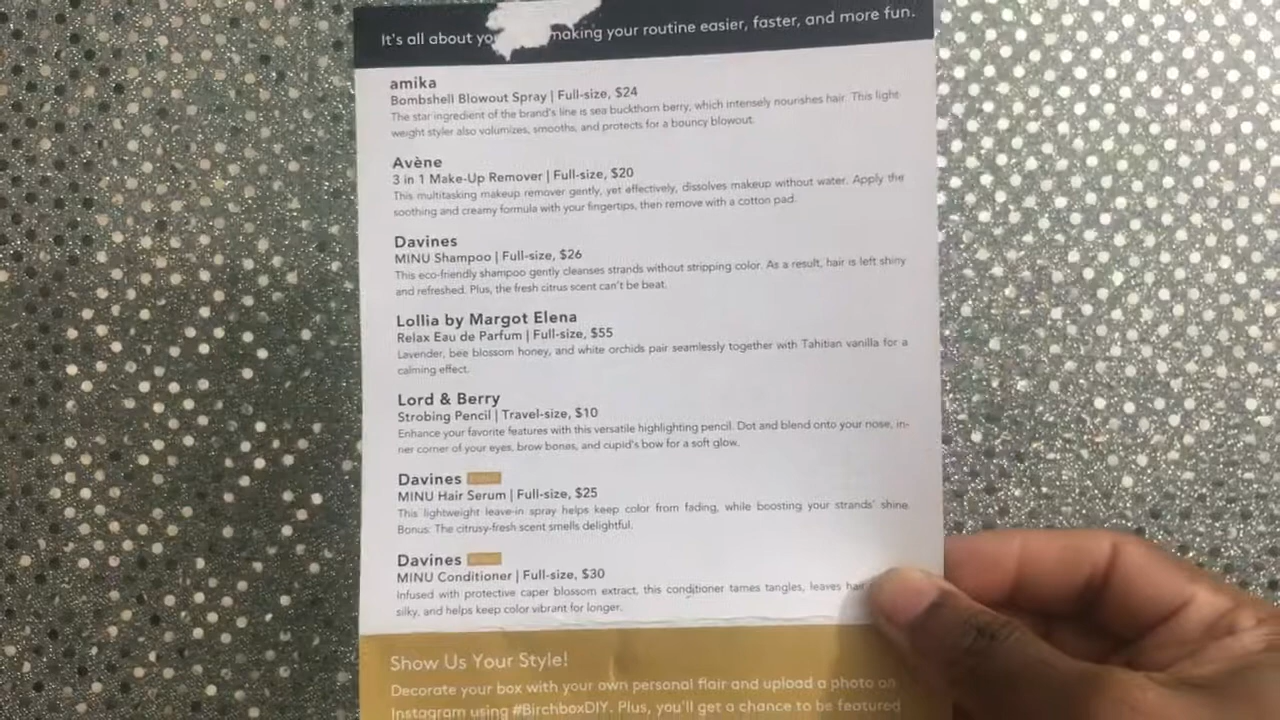 It's all about yo making your routine easier, faster, and more fun.
amika
Bombshell Blowout Spray | Full-size, $24
The star ingredient of the brand's line is sea buckthorn berry, which intensely nourishes hair. This light-
weight styler also volumizes, smooths, and protects for a bouncy blowout.
Avène
3 in 1 Make-Up Remover | Full-size, $20
This multitasking makeup remover gently, yet effectively, dissolves makeup without water. Apply the
soothing and creamy formula with your fingertips, then remove with a cotton pad.
Davines
MINU Shampoo | Full-size, $26
This eco-friendly shampoo gently cleanses strands without stripping color. As a result, hair is left shiny
and refreshed. Plus, the fresh citrus scent can't be beat.
Lollia by Margot Elena
Relax Eau de Parfum | Full-size, $55
Lavender, bee blossom honey, and white orchids pair seamlessly together with Tahitian vanilla for a
calming effect.
Lord & Berry
Strobing Pencil | Travel-size, $10
Enhance your favorite features with this versatile highlighting pencil. Dot and blend onto your nose, in-
ner corner of your eyes, brow bones, and cupid's bow for a soft glow.
Davines
MINU Hair Serum | Full-size, $25
This lightweight leave-in spray helps keep color from fading, while boosting your strands' shine.
Bonus: The citrusy-fresh scent smells delightful.
Davines
MINU Conditioner | Full-size, $30
Infused with protective caper blossom extract, this conditioner tames tangles, leaves hair
silky, and helps keep color vibrant for longer.
Show Us Your Style!
Decorate your box with your own personal flair and upload a photo on
Instagram using #BirchboxDIY. Plus, you'll get a chance to be featured